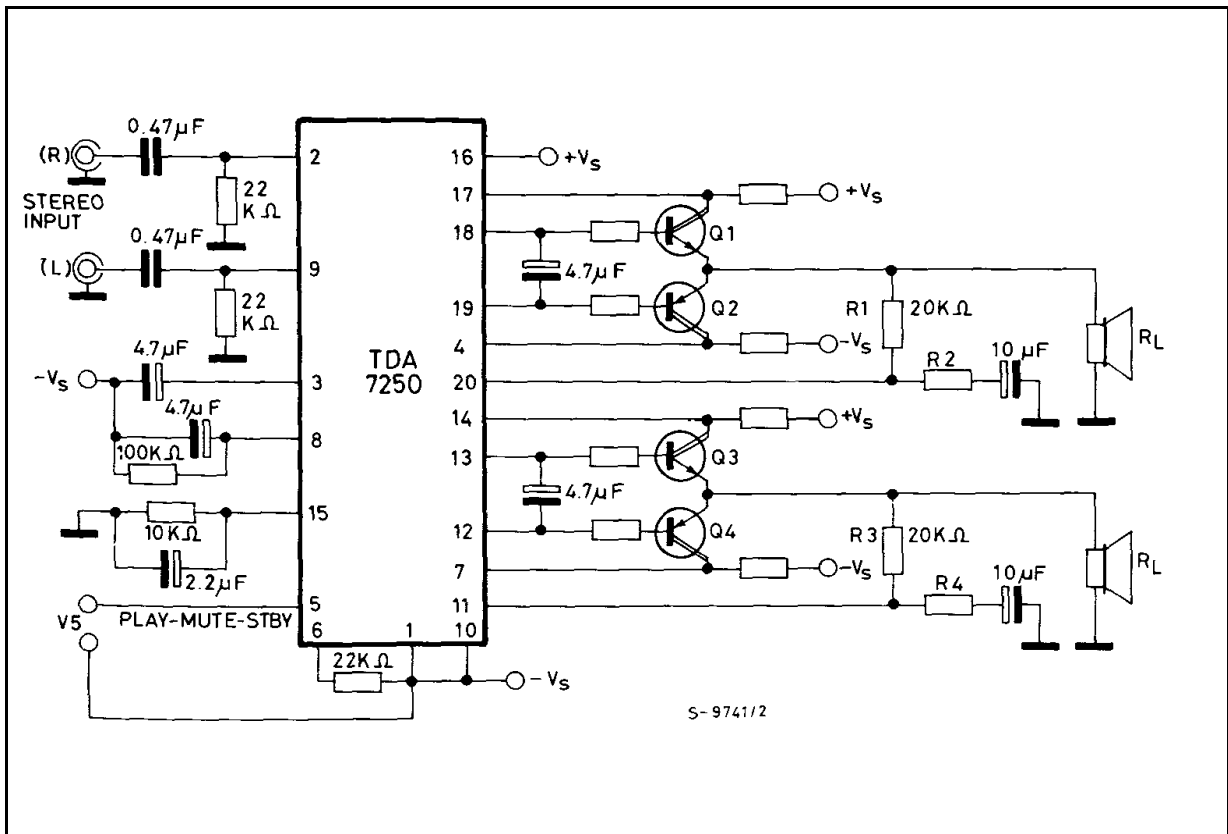 0.47µF
(R)
STEREO
INPUT
22
KΩ
0.47µF
(L)
22
KΩ
4.7µF
-Vs
4.7µF
100KΩ
10KΩ
2.2µF
V5
PLAY-MUTE-STBY
22KΩ
-Vs
TDA
7250
2
9
3
8
15
5
6
1
10
16
17
18
19
4
20
14
13
12
7
11
+Vs
+Vs
Q1
4.7µF
Q2
-Vs
R1
20KΩ
R2
10µF
RL
+Vs
Q3
4.7µF
Q4
-Vs
R3
20KΩ
R4
10µF
RL
S-9741/2